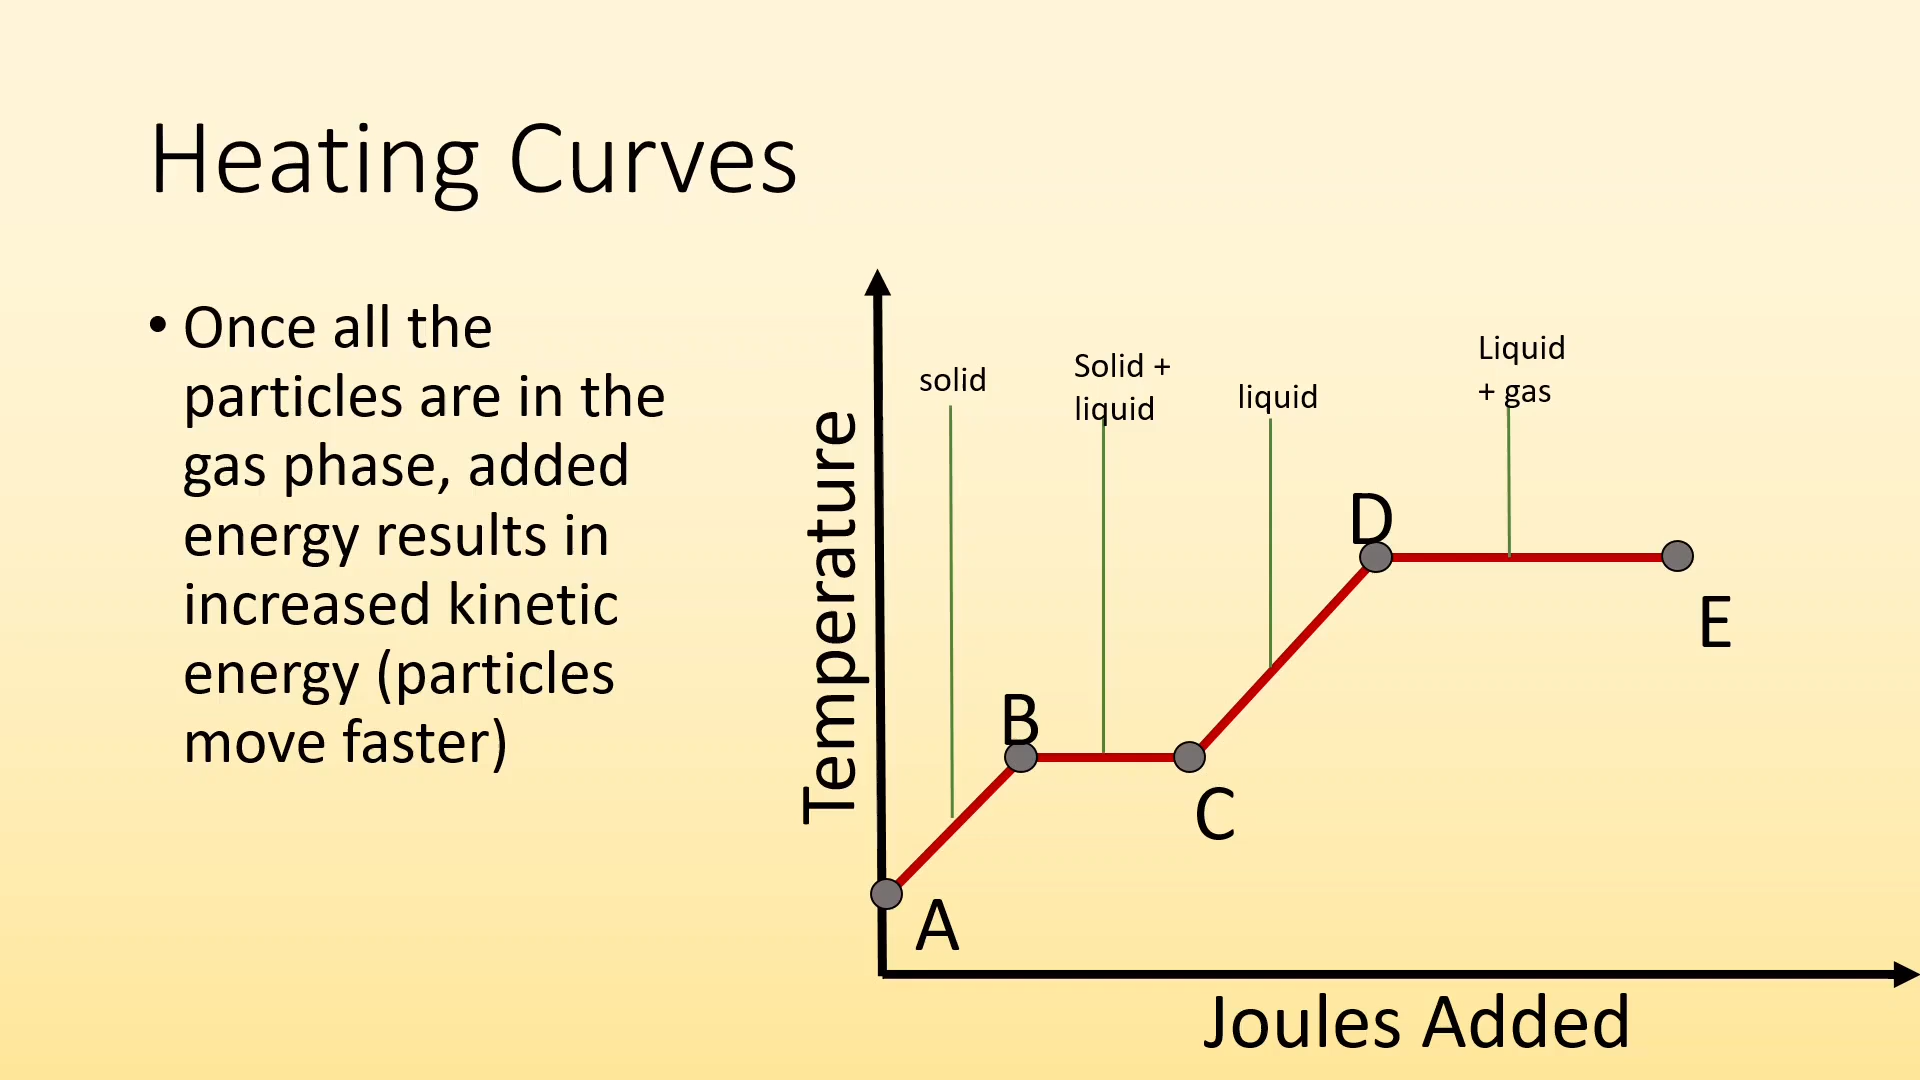 Heating Curves
• Once all the
particles are in the
gas phase, added
energy results in
increased kinetic
energy (particles
move faster)
Temperature
solid
Solid +
liquid
liquid
Liquid
+ gas
A
B
C
D
E
Joules Added